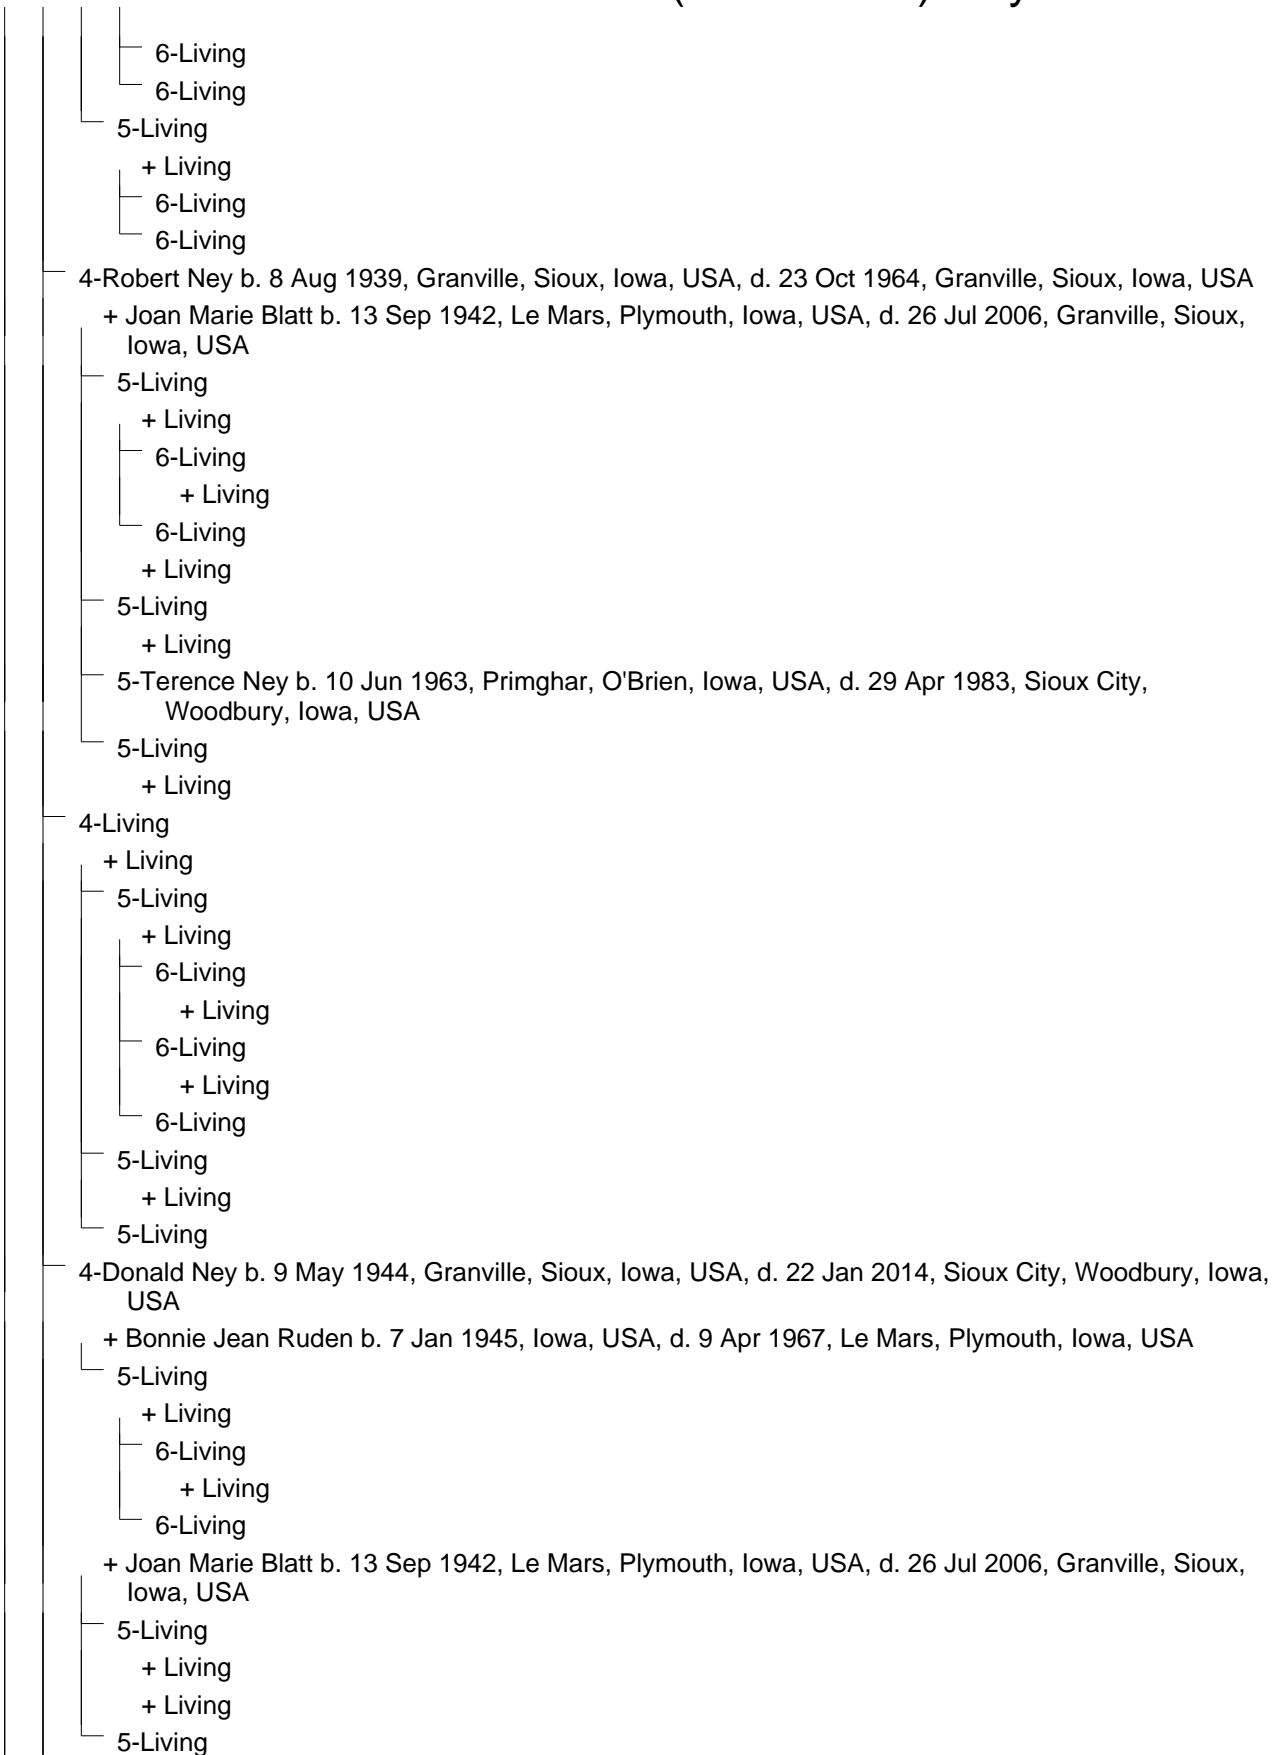 6-Living
6-Living
5-Living
+ Living
6-Living
6-Living
4-Robert Ney b. 8 Aug 1939, Granville, Sioux, Iowa, USA, d. 23 Oct 1964, Granville, Sioux, Iowa, USA
+ Joan Marie Blatt b. 13 Sep 1942, Le Mars, Plymouth, Iowa, USA, d. 26 Jul 2006, Granville, Sioux,
Iowa, USA
5-Living
+ Living
6-Living
+ Living
6-Living
+ Living
5-Living
+ Living
5-Terence Ney b. 10 Jun 1963, Primghar, O'Brien, Iowa, USA, d. 29 Apr 1983, Sioux City,
Woodbury, Iowa, USA
5-Living
+ Living
4-Living
+ Living
5-Living
+ Living
6-Living
+ Living
6-Living
+ Living
6-Living
5-Living
+ Living
5-Living
4-Donald Ney b. 9 May 1944, Granville, Sioux, Iowa, USA, d. 22 Jan 2014, Sioux City, Woodbury, Iowa,
USA
+ Bonnie Jean Ruden b. 7 Jan 1945, Iowa, USA, d. 9 Apr 1967, Le Mars, Plymouth, Iowa, USA
5-Living
+ Living
6-Living
+ Living
6-Living
+ Joan Marie Blatt b. 13 Sep 1942, Le Mars, Plymouth, Iowa, USA, d. 26 Jul 2006, Granville, Sioux,
Iowa, USA
5-Living
+ Living
+ Living
5-Living